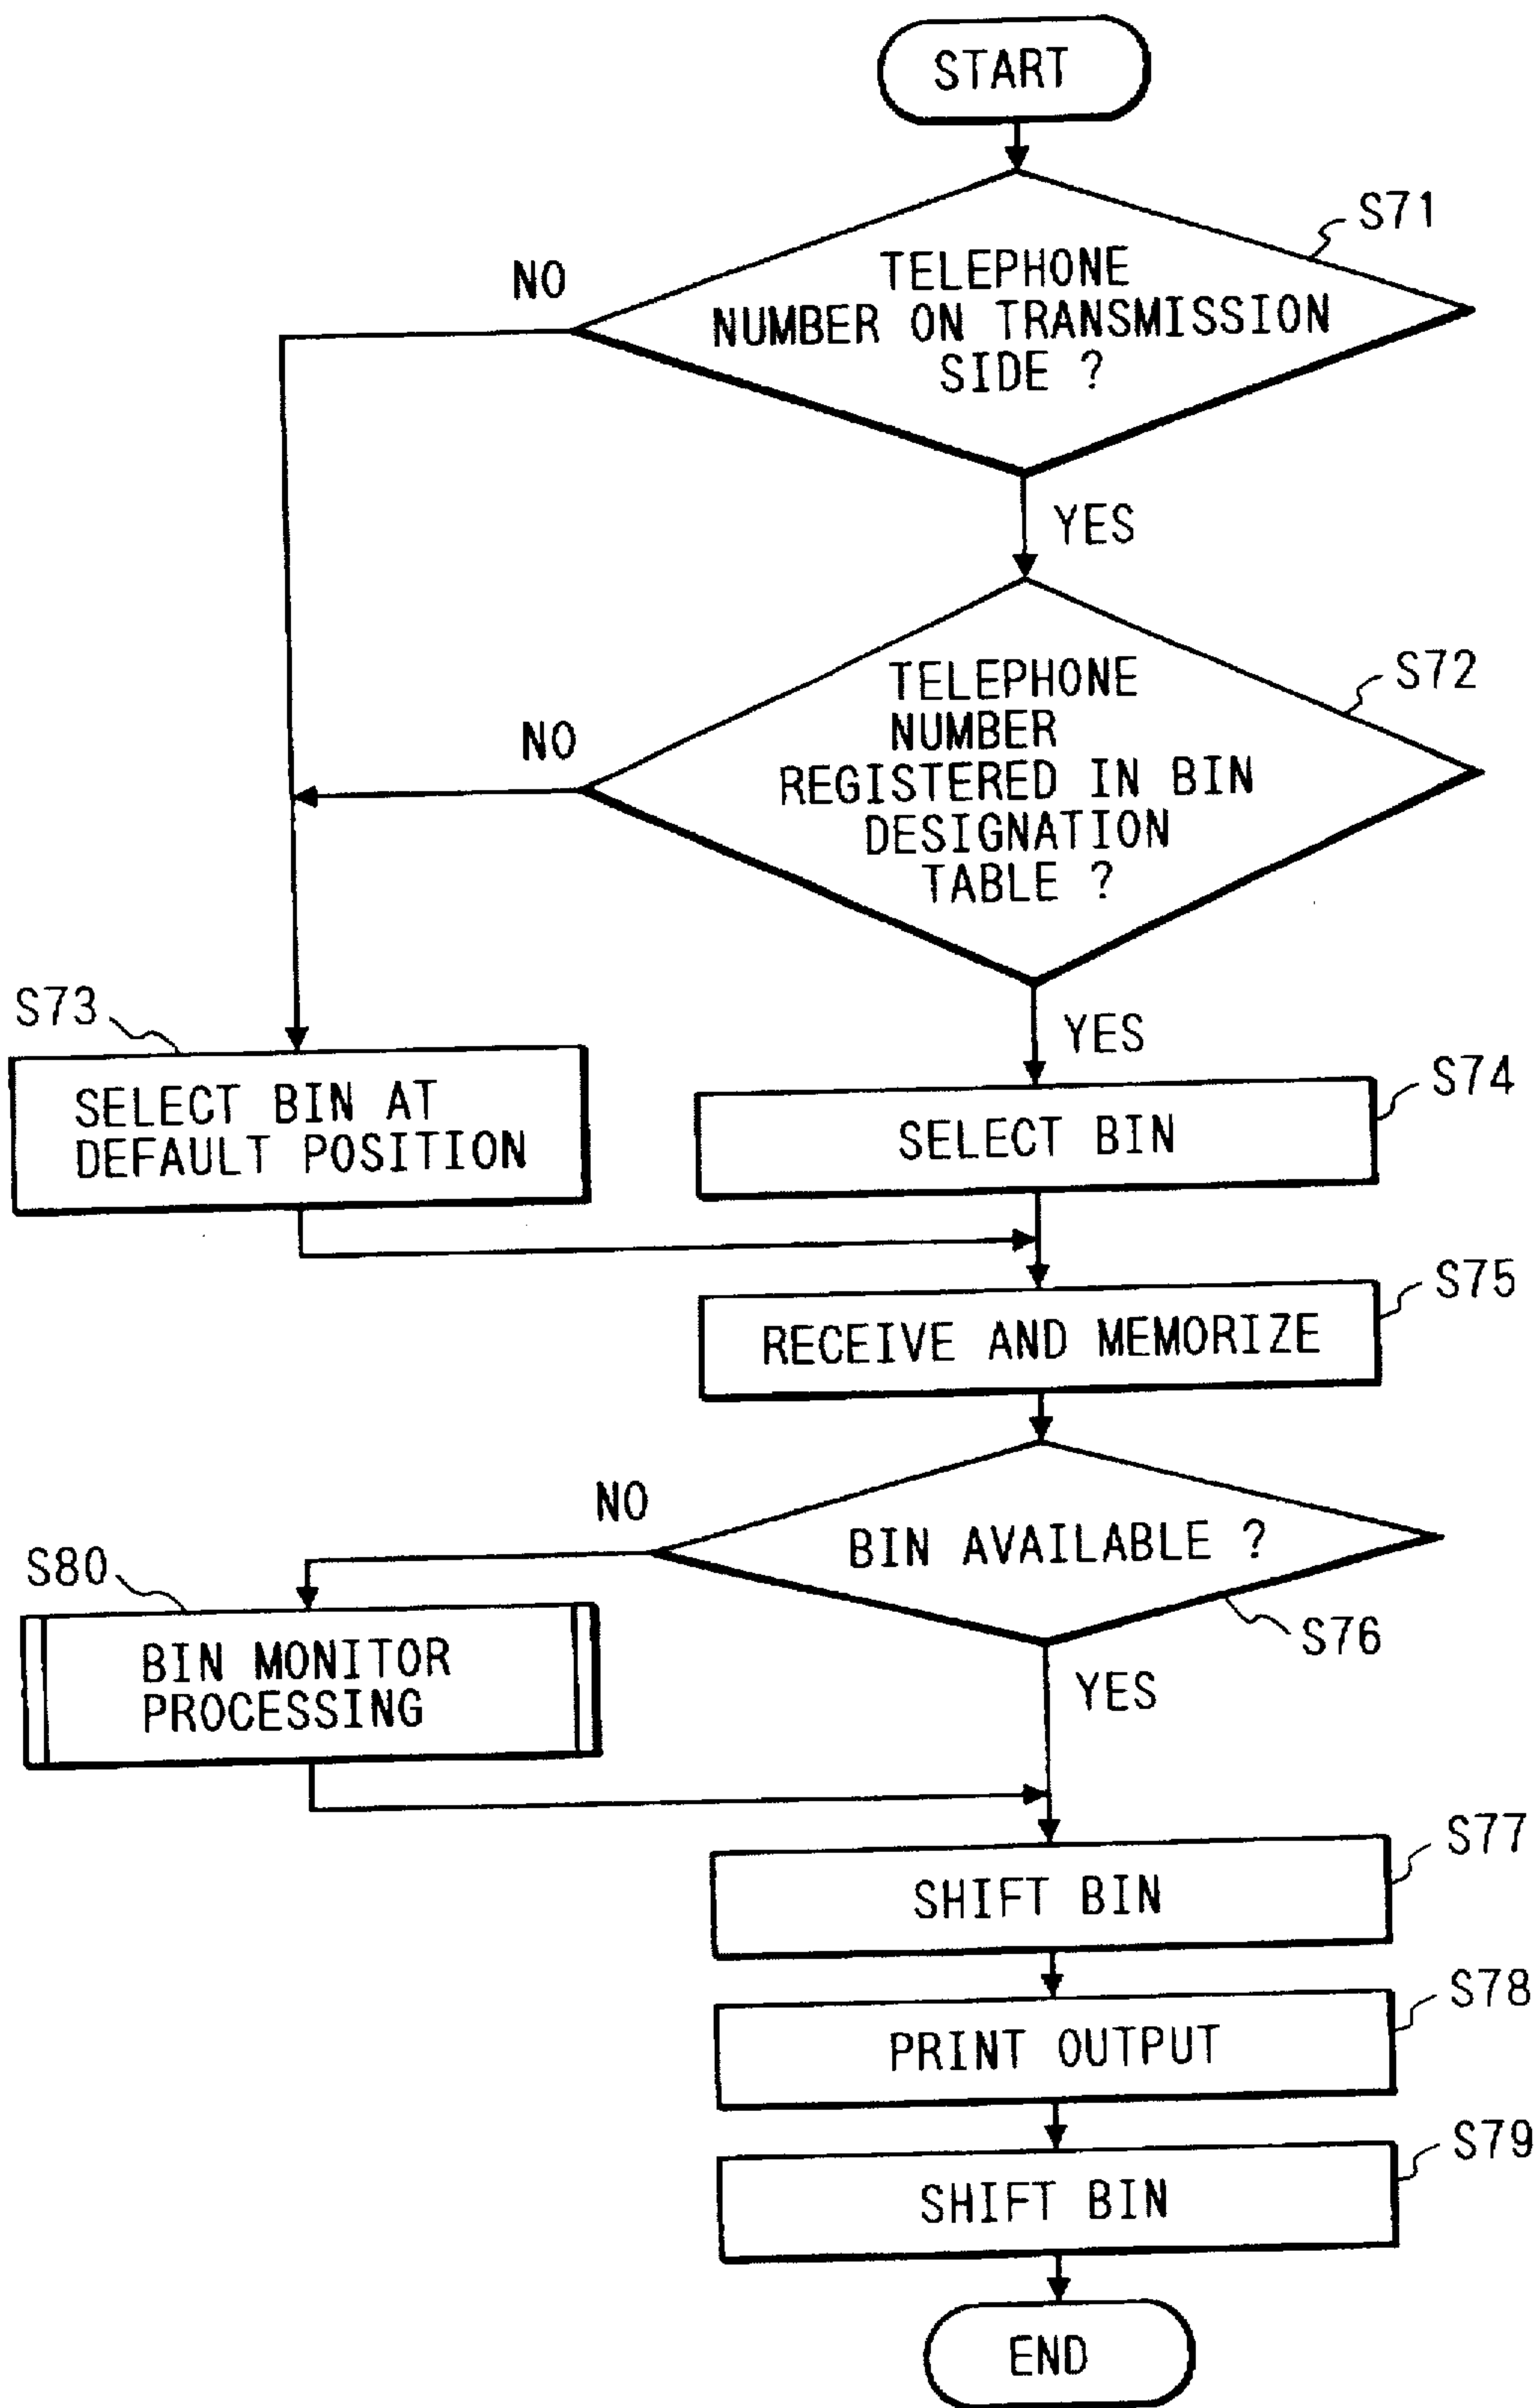 START
S71
NO
TELEPHONE
NUMBER ON TRANSMISSION
SIDE ?
YES
S72
NO
TELEPHONE
NUMBER
REGISTERED IN BIN
DESIGNATION
TABLE ?
S73
YES
SELECT BIN AT
DEFAULT POSITION
S74
SELECT BIN
S75
RECEIVE AND MEMORIZE
NO
BIN AVAILABLE ?
S80
S76
BIN MONITOR
PROCESSING
YES
S77
SHIFT BIN
S78
PRINT OUTPUT
S79
SHIFT BIN
END